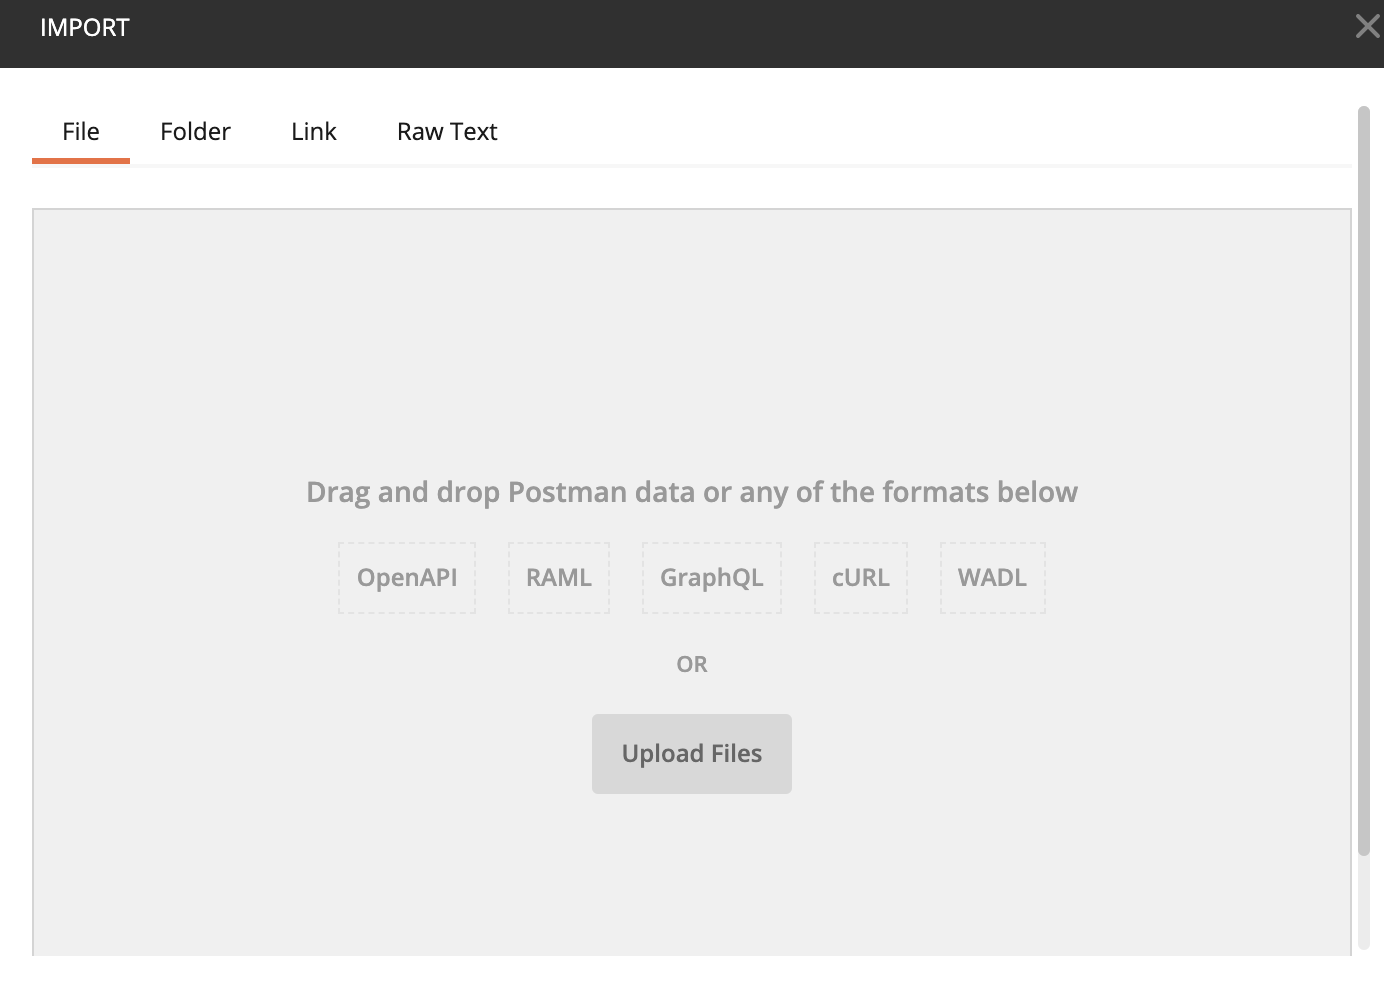 IMPORT
File Folder Link Raw Text
Drag and drop Postman data or any of the formats below
OpenAPI RAML GraphQL cURL WADL
OR
Upload Files